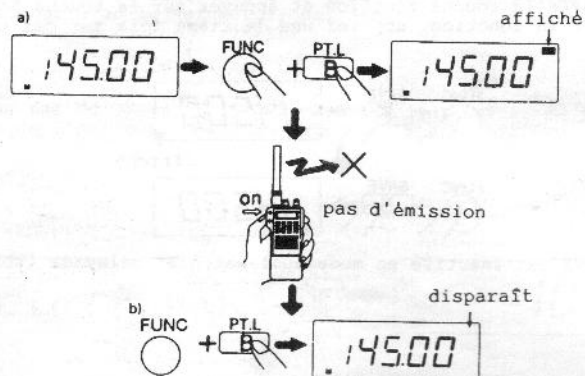 a)
affiché
145.00
FUNC
+
PT.L
B
145.00
on
pas d'émission
b)
disparaît
FUNC
+
PT.L
B
145.00